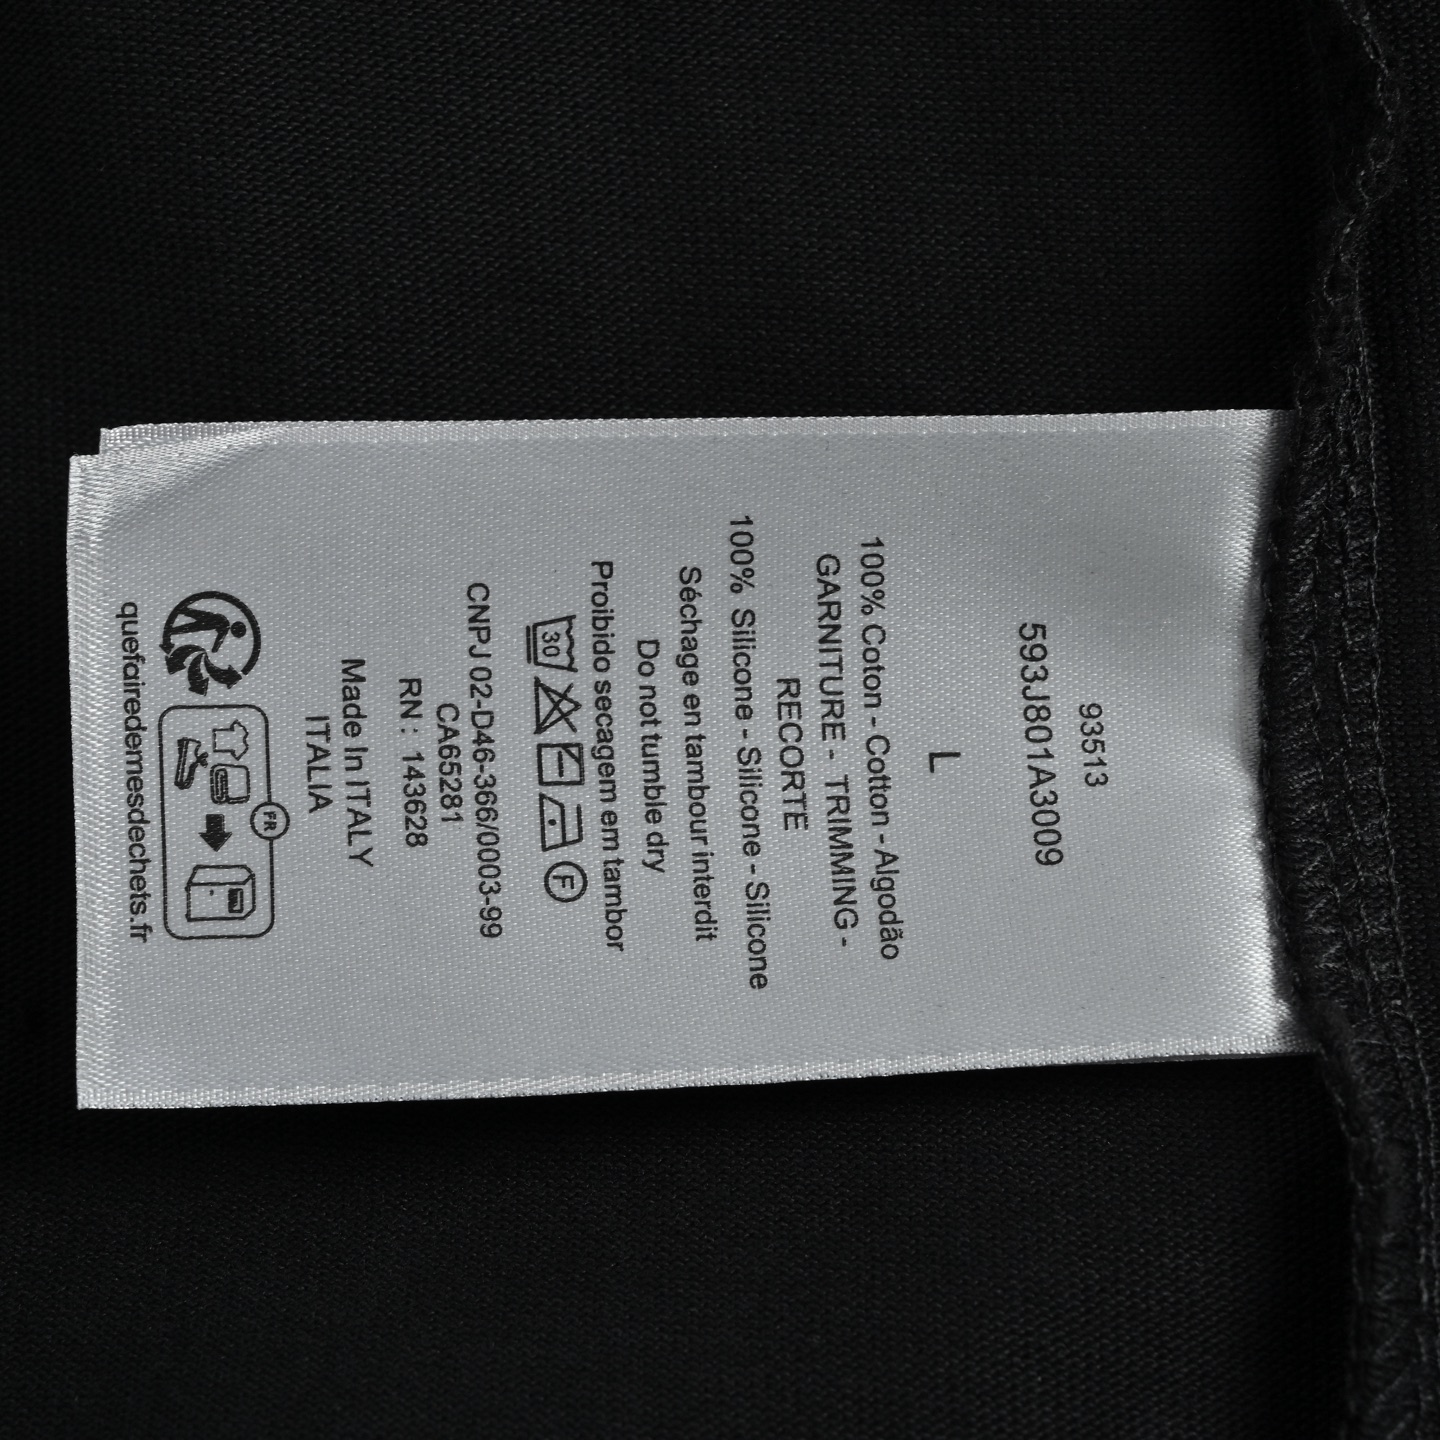 93513
593J801A3009
L
100% Coton - Cotton - Algodão
GARNITURE - TRIMMING -
RECORTE
100% Silicone - Silicone - Silicone
Séchage en tambour interdit
Do not tumble dry
Proibido secagem em tambor
30
F
CNPJ 02-D46-366/0003-99
CA65281
RN : 143628
Made In ITALY
ITALIA
FR
quefairedemesdechets.fr